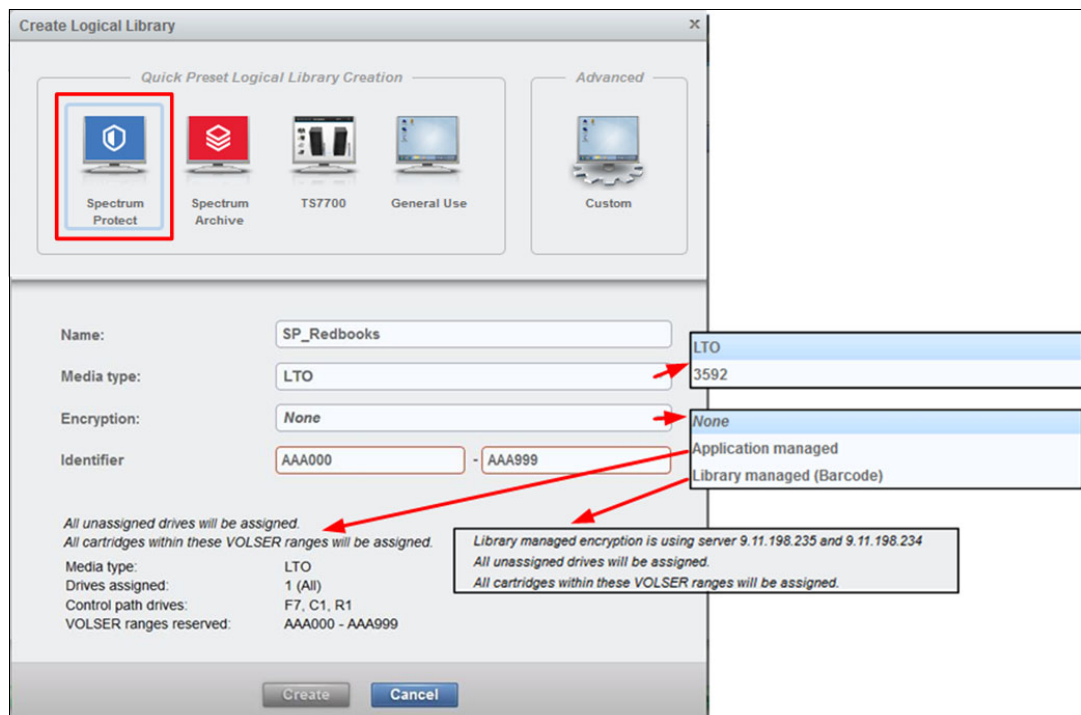 Create Logical Library
x
Quick Preset Logical Library Creation
Advanced
Spectrum
Protect
Spectrum
Archive
TS7700
General Use
Custom
Name:
SP_Redbooks
Media type:
LTO
Encryption:
None
Identifier
AAA000
-
AAA999
LTO
3592
None
Application managed
Library managed (Barcode)
All unassigned drives will be assigned.
All cartridges within these VOLSER ranges will be assigned.
Media type: LTO
Drives assigned: 1 (All)
Control path drives: F7, C1, R1
VOLSER ranges reserved: AAA000 - AAA999
Library managed encryption is using server 9.11.198.235 and 9.11.198.234
All unassigned drives will be assigned.
All cartridges within these VOLSER ranges will be assigned.
Create
Cancel